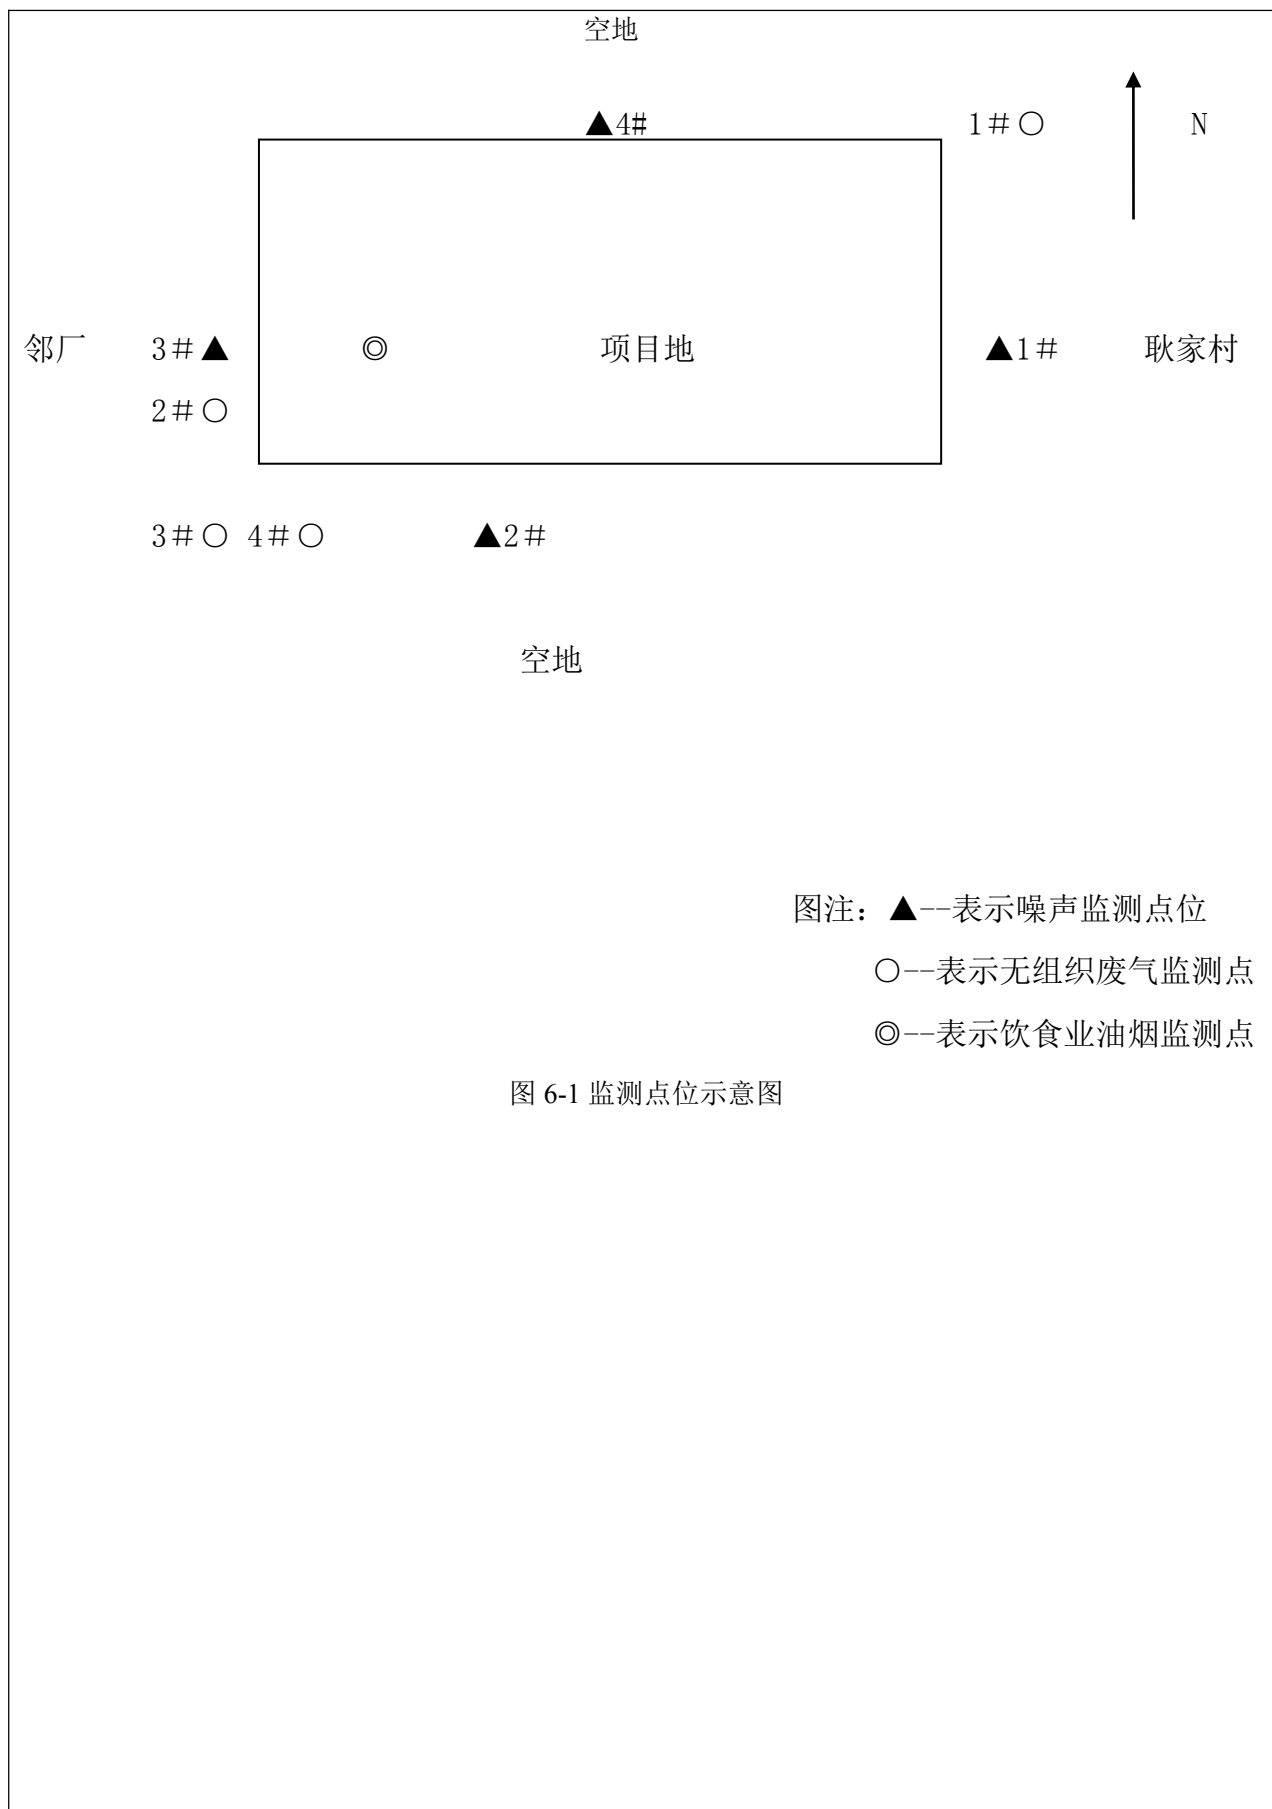 空地
▲4# 1＃○ N
邻厂 3＃▲ ◎ 项目地 ▲1＃ 耿家村
2＃○
3＃○ 4＃○ ▲2＃
空地
图注：▲--表示噪声监测点位
○--表示无组织废气监测点
◎--表示饮食业油烟监测点
图 6-1 监测点位示意图